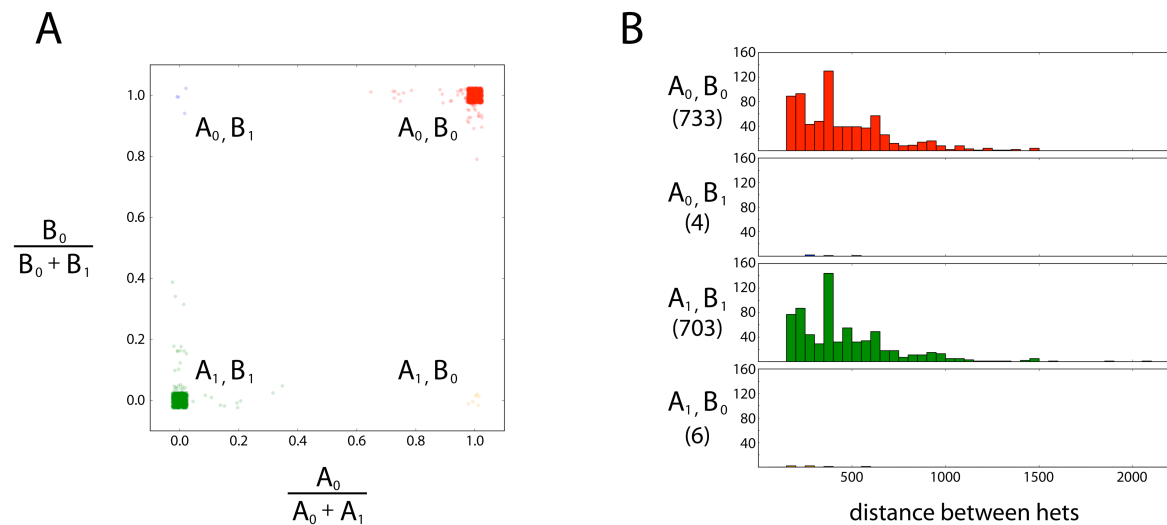 A
B
1.0
0.8
0.6
0.4
0.2
0.0
0.0
0.2
0.4
0.6
0.8
1.0
A₀, B₁
A₀, B₀
A₁, B₁
A₁, B₀
B₀
B₀ + B₁
A₀
A₀ + A₁
A₀, B₀
(733)
160
120
80
40
A₀, B₁
(4)
160
120
80
40
A₁, B₁
(703)
160
120
80
40
A₁, B₀
(6)
160
120
80
40
500
1000
1500
2000
distance between hets